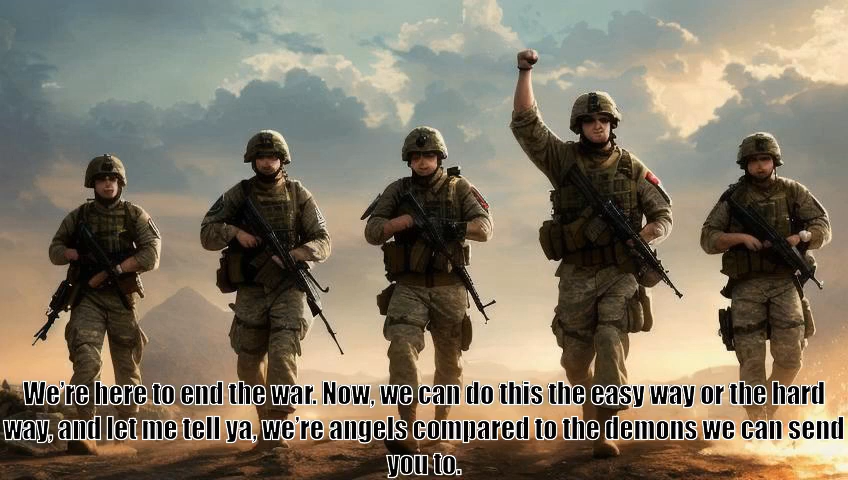 We're here to end the war. Now, we can do this the easy way or the hard
way, and let me tell ya, we're angels compared to the demons we can send
you to.